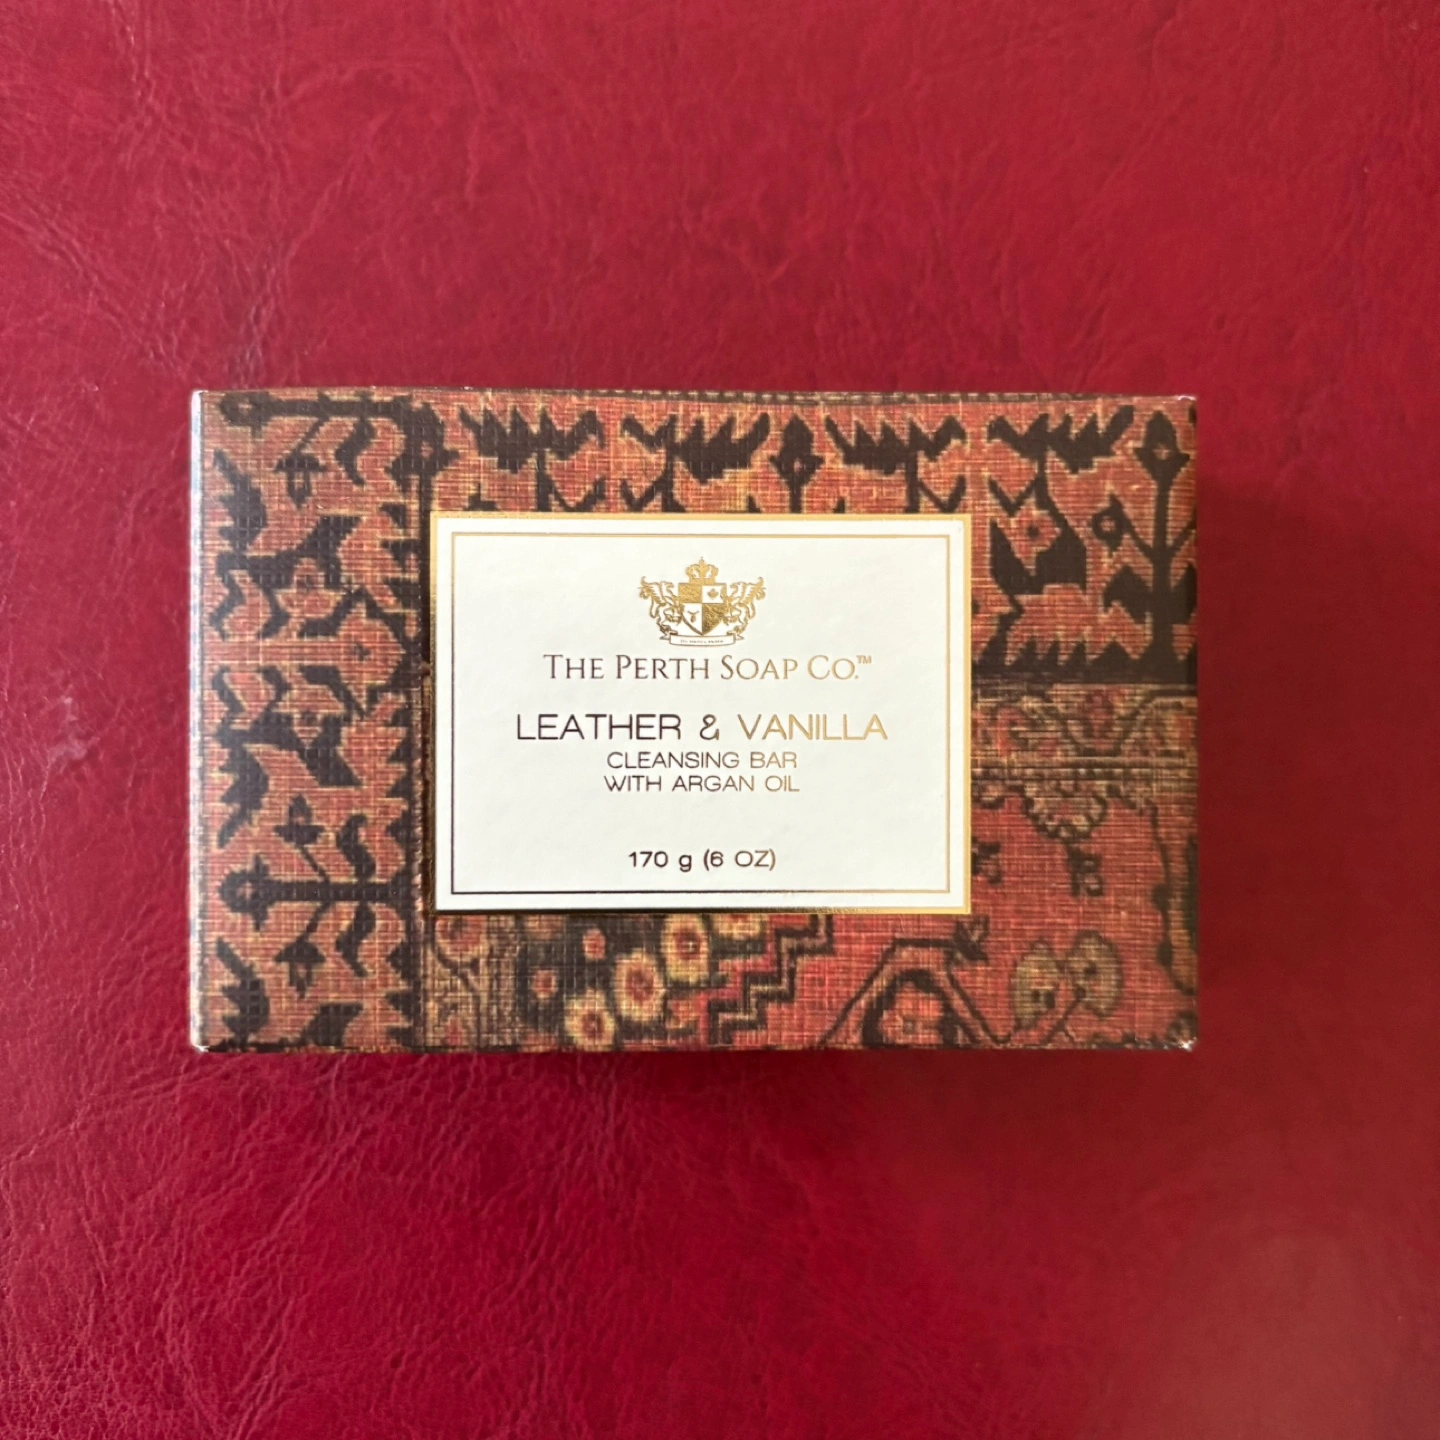 THE PERTH SOAP CO.™
LEATHER & VANILLA
CLEANSING BAR
WITH ARGAN OIL
170 g (6 OZ)